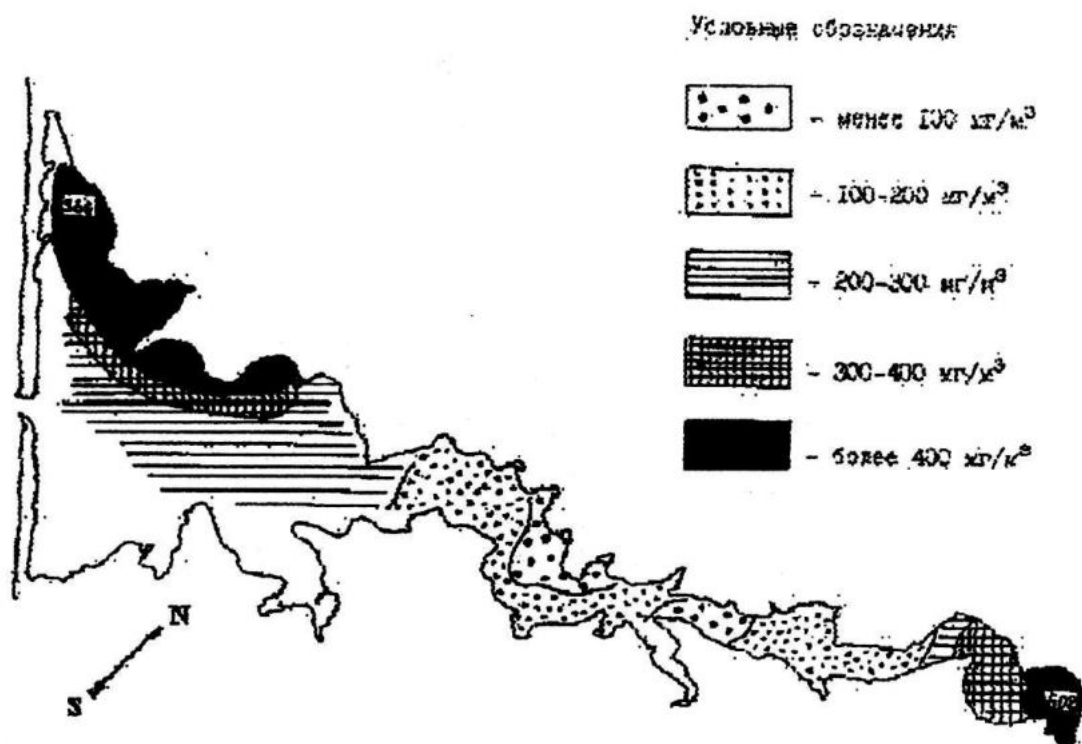 Условные обозначения
- менее 100 мг/м³
- 100-200 мг/м³
- 200-300 мг/м³
- 300-400 мг/м³
- более 400 мг/м³
N
S